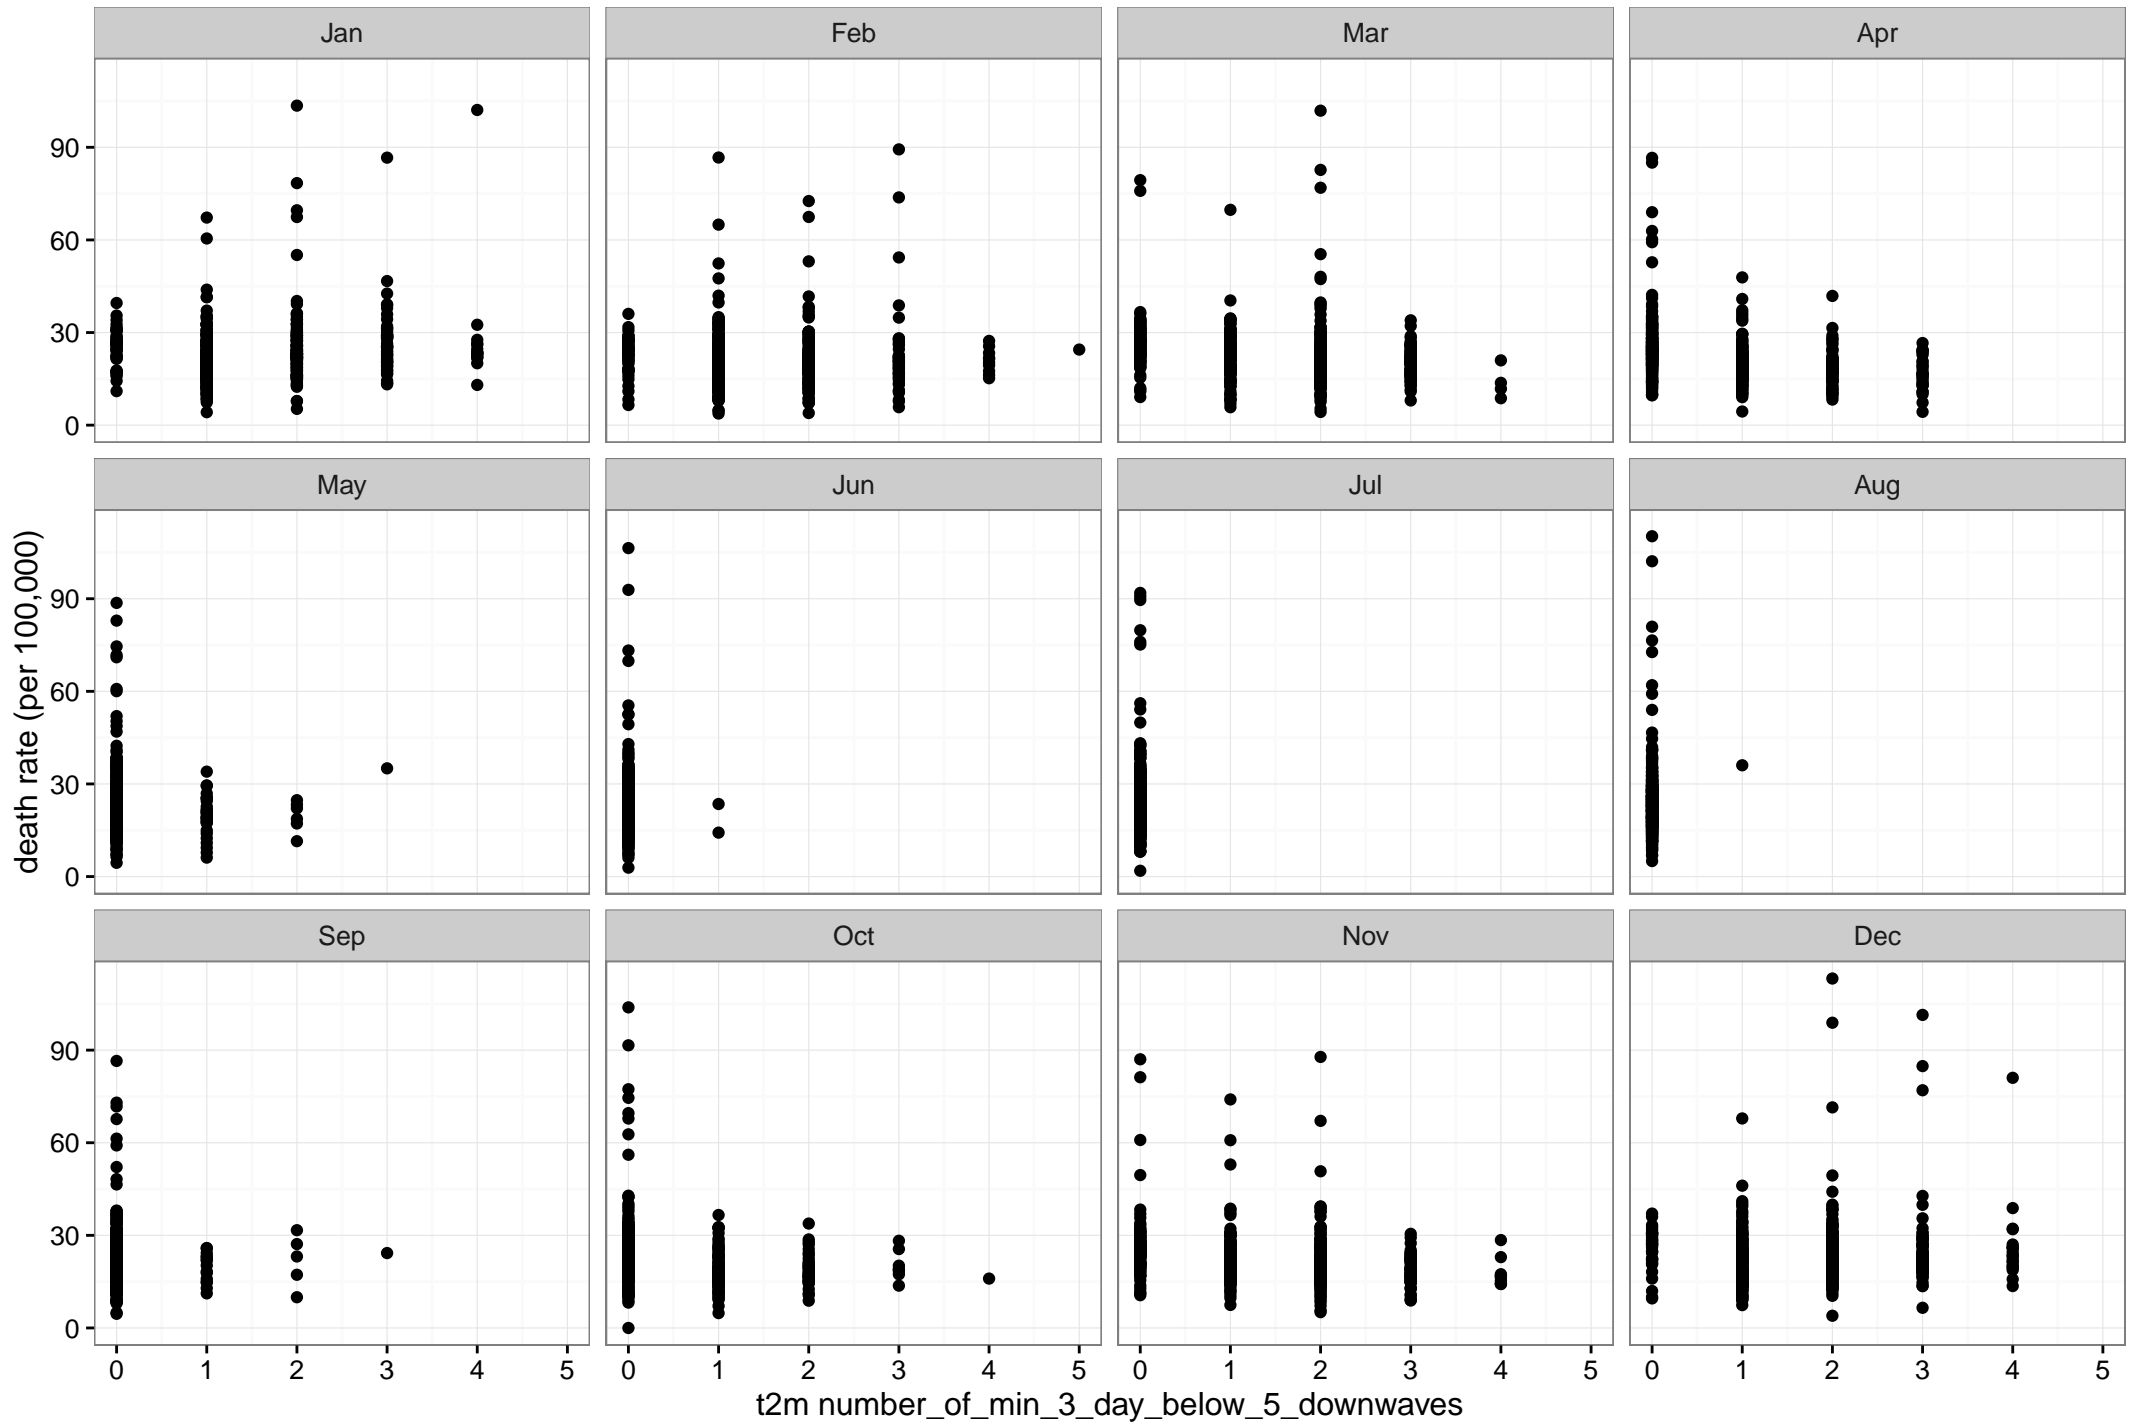 Jan Feb Mar Apr
90
60
30
0
May Jun Jul Aug
90
60
30
0
death rate (per 100,000)
Sep Oct Nov Dec
90
60
30
0
0 1 2 3 4 5 0 1 2 3 4 5 0 1 2 3 4 5 0 1 2 3 4 5
t2m number_of_min_3_day_below_5_downwaves